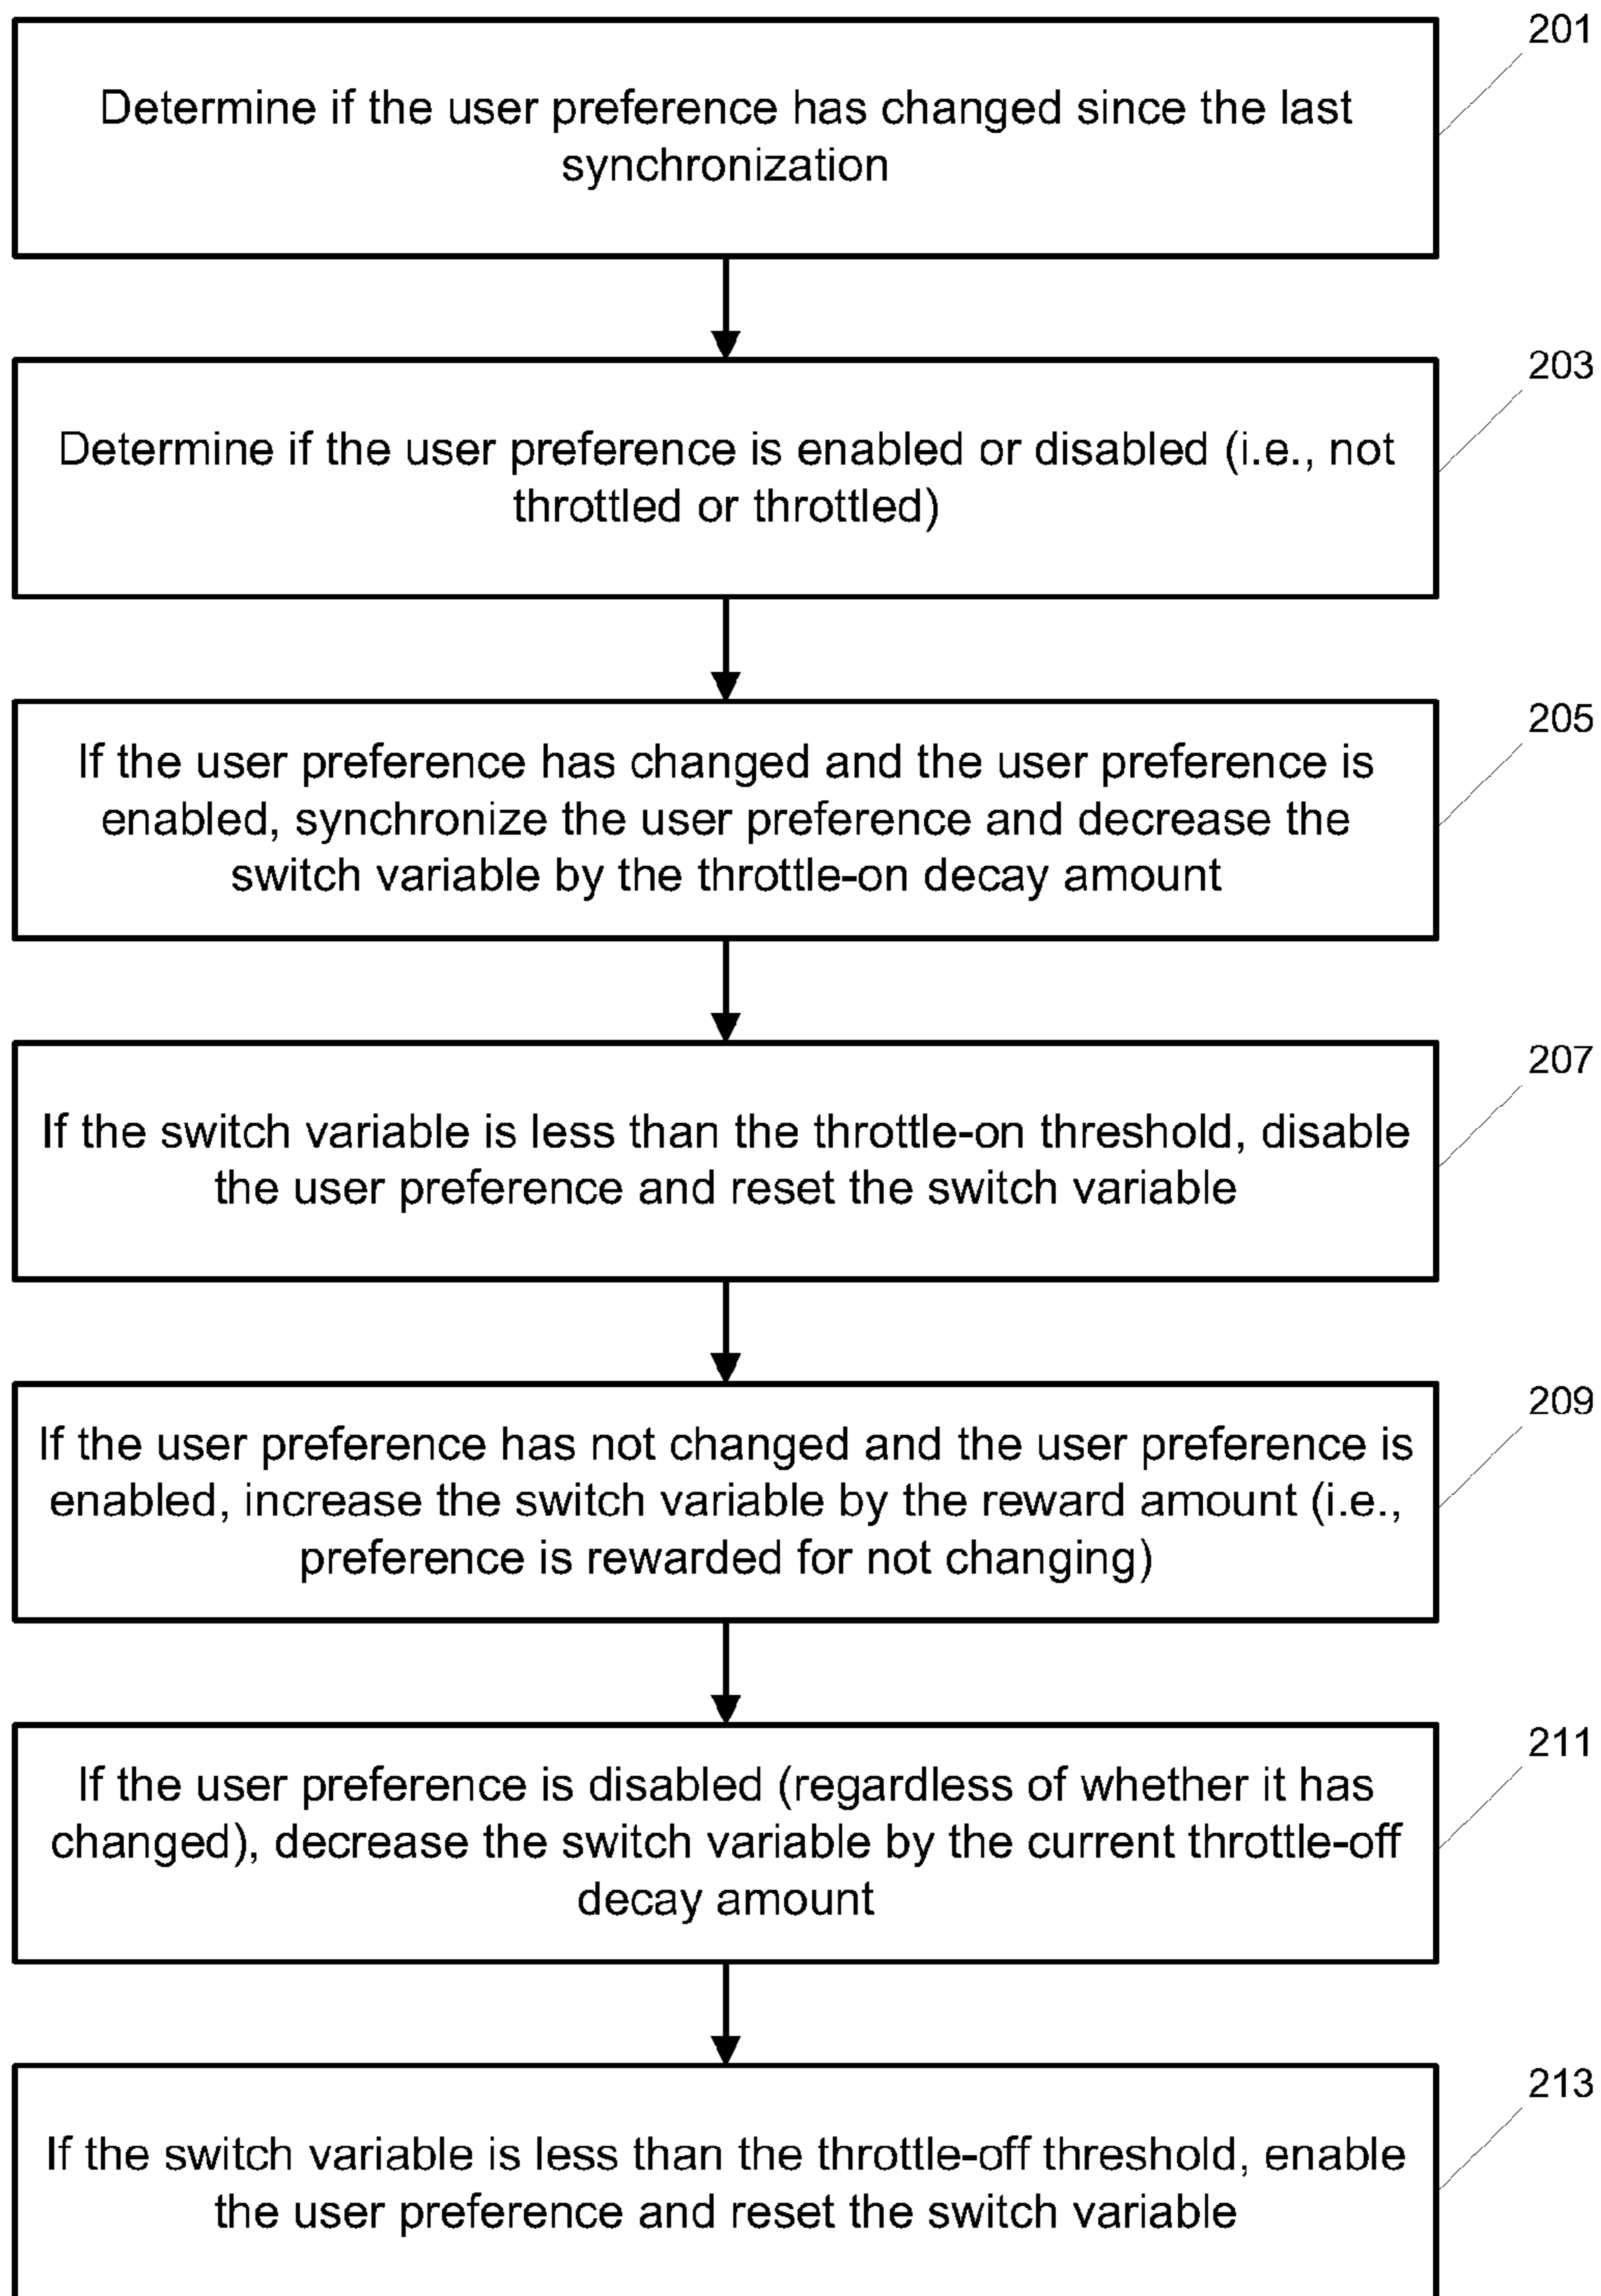 201
Determine if the user preference has changed since the last
synchronization
203
Determine if the user preference is enabled or disabled (i.e., not
throttled or throttled)
205
If the user preference has changed and the user preference is
enabled, synchronize the user preference and decrease the
switch variable by the throttle-on decay amount
207
If the switch variable is less than the throttle-on threshold, disable
the user preference and reset the switch variable
209
If the user preference has not changed and the user preference is
enabled, increase the switch variable by the reward amount (i.e.,
preference is rewarded for not changing)
211
If the user preference is disabled (regardless of whether it has
changed), decrease the switch variable by the current throttle-off
decay amount
213
If the switch variable is less than the throttle-off threshold, enable
the user preference and reset the switch variable